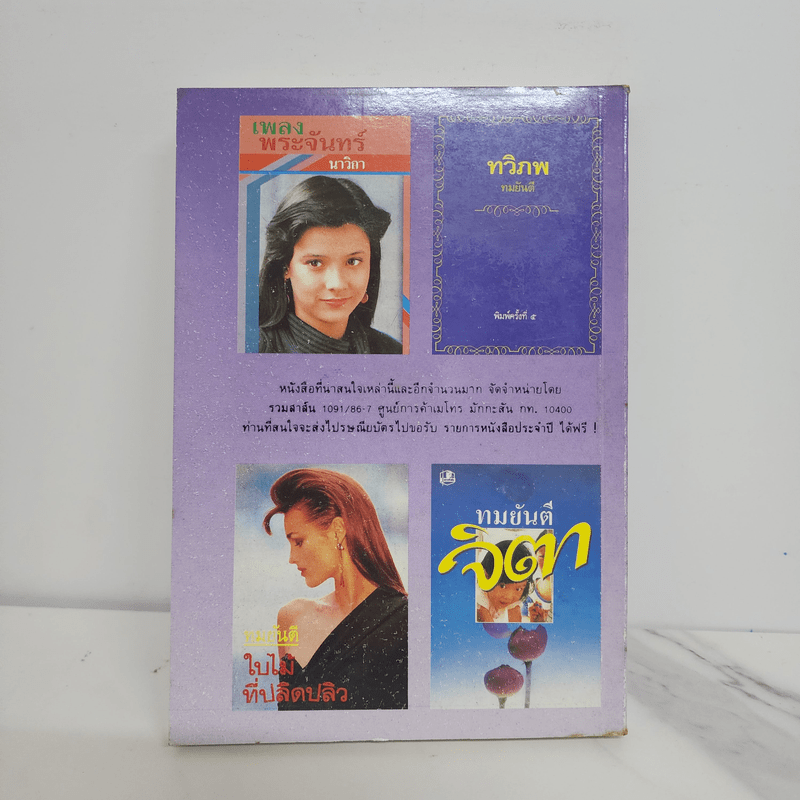 เพลง
พระจันทร์
นาวิกา
ทวิภพ
ทมยันตี
พิมพ์ครั้งที่ ๕
หนังสือที่น่าสนใจเหล่านี้และอีกจำนวนมาก จัดจำหน่ายโดย
รวมสาส์น 1091/86-7 ศูนย์การค้าเมโทร มักกะสัน กท. 10400
ท่านที่สนใจจะส่งไปรษณียบัตรไปขอรับ รายการหนังสือประจำปี ได้ฟรี !
ทมยันตี
ใบไม้
ที่ปลิดปลิว
ทมยันตี
จิตา